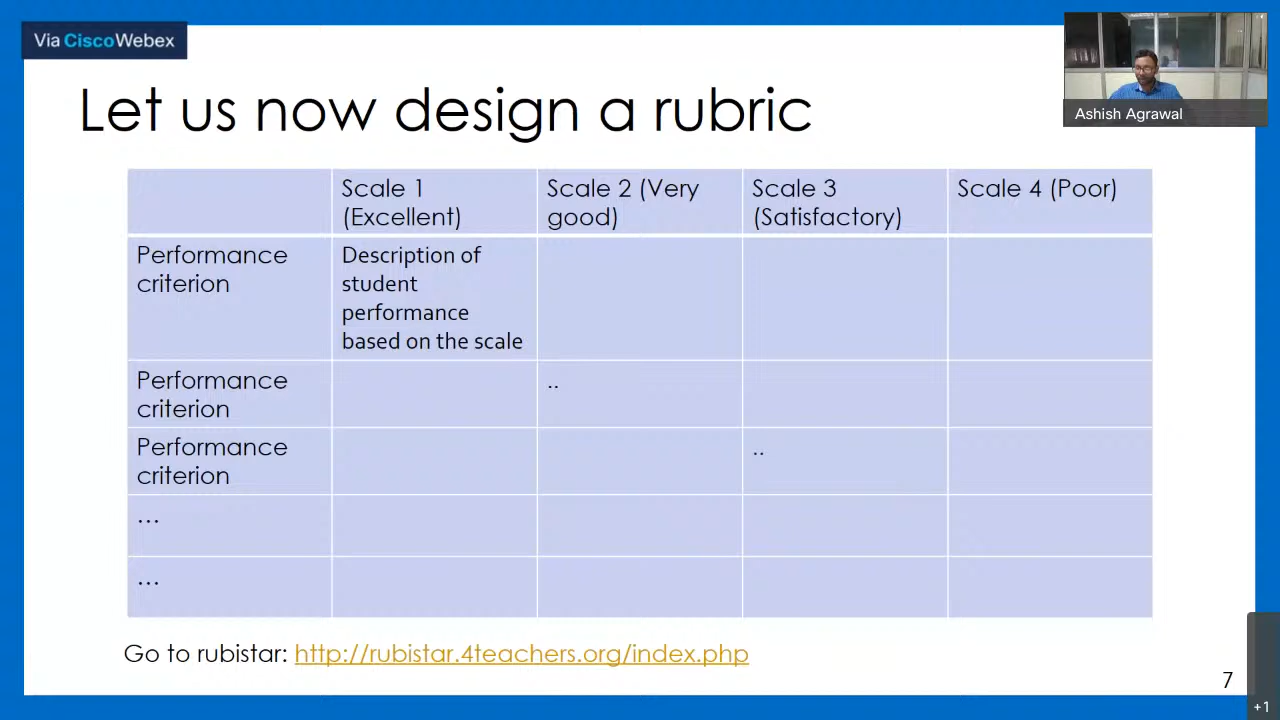 Via CiscoWebex
Ashish Agrawal
Let us now design a rubric
Scale 1
(Excellent)
Scale 2 (Very
good)
Scale 3
(Satisfactory)
Scale 4 (Poor)
Performance
criterion
Description of
student
performance
based on the scale
Performance
criterion
..
Performance
criterion
..
...
...
Go to rubistar: http://rubistar.4teachers.org/index.php
7
+1